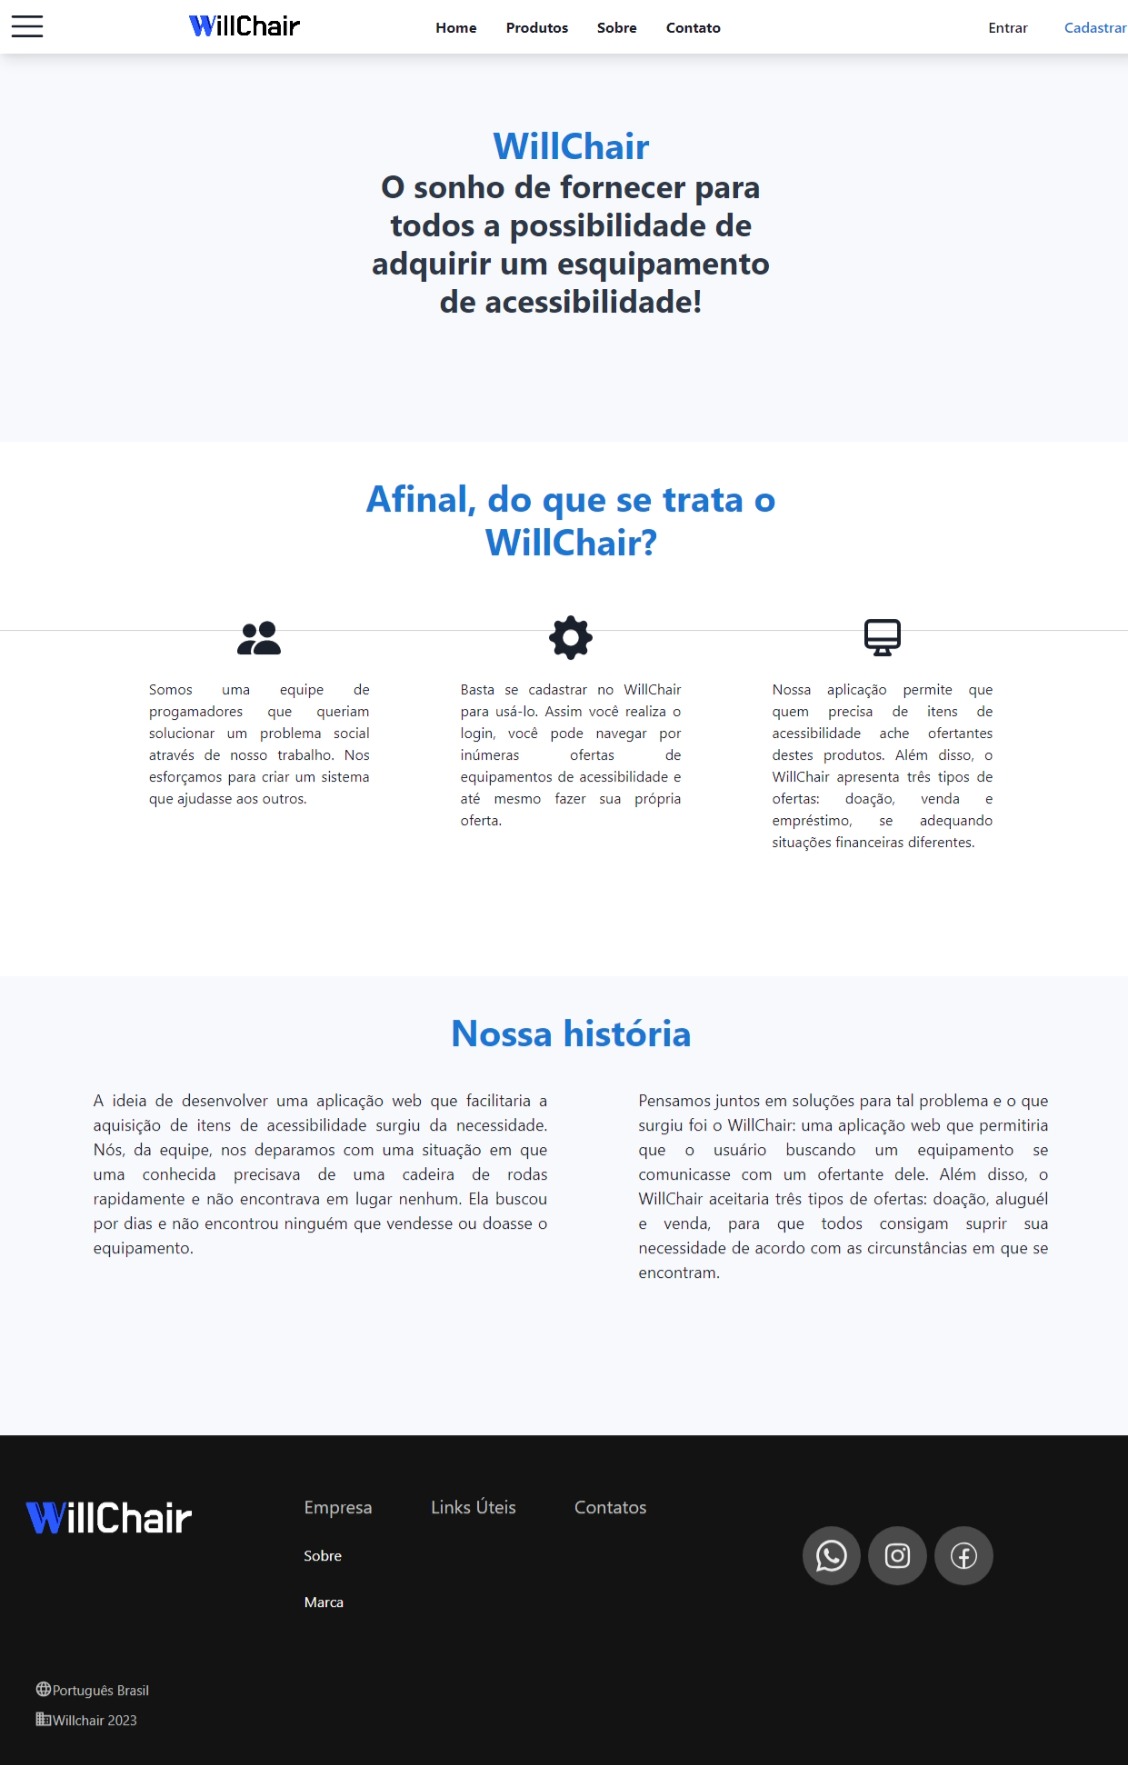 WillChair
Home Produtos Sobre Contato
Entrar Cadastrar
WillChair
O sonho de fornecer para
todos a possibilidade de
adquirir um esquipamento
de acessibilidade!
Afinal, do que se trata o
WillChair?
Somos uma equipe de
progamadores que queriam
solucionar um problema social
através de nosso trabalho. Nos
esforçamos para criar um sistema
que ajudasse aos outros.
Basta se cadastrar no WillChair
para usá-lo. Assim você realiza o
login, você pode navegar por
inúmeras ofertas de
equipamentos de acessibilidade e
até mesmo fazer sua própria
oferta.
Nossa aplicação permite que
quem precisa de itens de
acessibilidade ache ofertantes
destes produtos. Além disso, o
WillChair apresenta três tipos de
ofertas: doação, venda e
empréstimo, se adequando
situações financeiras diferentes.
Nossa história
A ideia de desenvolver uma aplicação web que facilitaria a
aquisição de itens de acessibilidade surgiu da necessidade.
Nós, da equipe, nos deparamos com uma situação em que
uma conhecida precisava de uma cadeira de rodas
rapidamente e não encontrava em lugar nenhum. Ela buscou
por dias e não encontrou ninguém que vendesse ou doasse o
equipamento.
Pensamos juntos em soluções para tal problema e o que
surgiu foi o WillChair: uma aplicação web que permitiria
que o usuário buscando um equipamento se
comunicasse com um ofertante dele. Além disso, o
WillChair aceitaria três tipos de ofertas: doação, aluguél
e venda, para que todos consigam suprir sua
necessidade de acordo com as circunstâncias em que se
encontram.
WillChair
Empresa
Sobre
Marca
Links Úteis
Contatos
Português Brasil
Willchair 2023